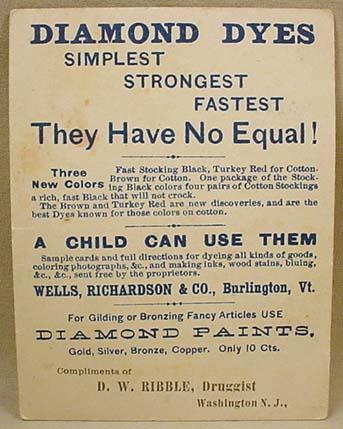 DIAMOND DYES
SIMPLEST
STRONGEST
FASTEST
They Have No Equal!
Three New Colors
Fast Stocking Black, Turkey Red for Cotton.
Brown for Cotton. One package of the Stock-
ing Black colors four pairs of Cotton Stockings
a rich, fast Black that will not crock.
The Brown and Turkey Red are new discoveries, and are the
best Dyes known for those colors on cotton.
A CHILD CAN USE THEM
Sample cards and full directions for dyeing all kinds of goods,
coloring photographs, &c., and making inks, wood stains, bluing,
&c., &c., sent free by the proprietors.
WELLS, RICHARDSON & CO., Burlington, Vt.
For Gilding or Bronzing Fancy Articles USE
DIAMOND PAINTS.
Gold, Silver, Bronze, Copper. Only 10 Cts.
Compliments of
D. W. RIBBLE, Druggist
Washington N. J.,